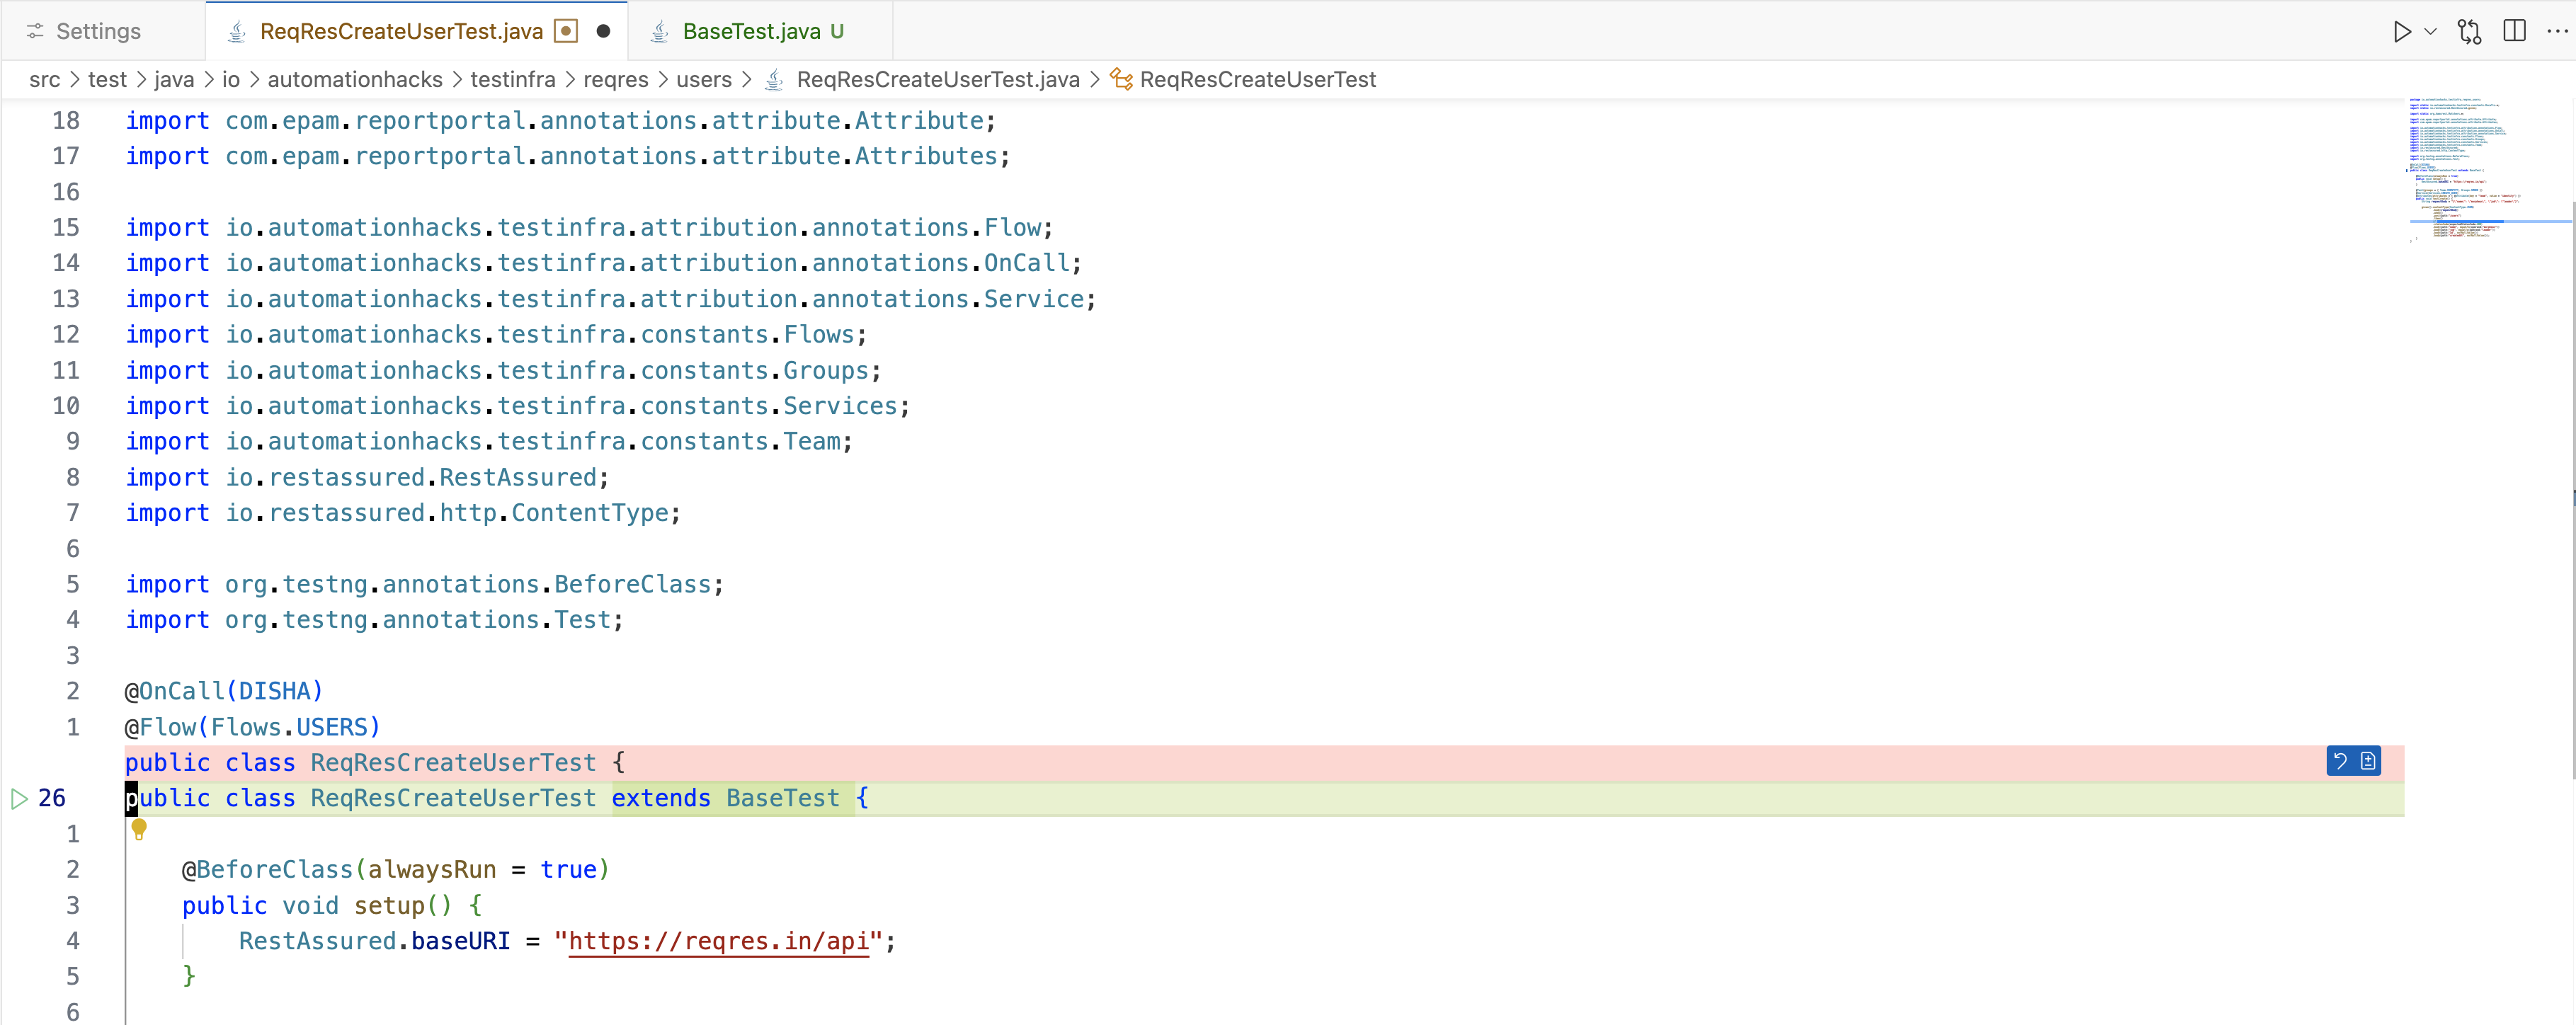 Settings ReqResCreateUserTest.java BaseTest.java U
src > test > java > io > automationhacks > testinfra > reqres > users > ReqResCreateUserTest.java > ReqResCreateUserTest
18 import com.epam.reportportal.annotations.attribute.Attribute;
17 import com.epam.reportportal.annotations.attribute.Attributes;
16
15 import io.automationhacks.testinfra.attribution.annotations.Flow;
14 import io.automationhacks.testinfra.attribution.annotations.OnCall;
13 import io.automationhacks.testinfra.attribution.annotations.Service;
12 import io.automationhacks.testinfra.constants.Flows;
11 import io.automationhacks.testinfra.constants.Groups;
10 import io.automationhacks.testinfra.constants.Services;
9 import io.automationhacks.testinfra.constants.Team;
8 import io.restassured.RestAssured;
7 import io.restassured.http.ContentType;
6
5 import org.testng.annotations.BeforeClass;
4 import org.testng.annotations.Test;
3
2 @OnCall(DISHA)
1 @Flow(Flows.USERS)
public class ReqResCreateUserTest {
26 public class ReqResCreateUserTest extends BaseTest {
1
2 @BeforeClass(alwaysRun = true)
3 public void setup() {
4 RestAssured.baseURI = "https://reqres.in/api";
5 }
6